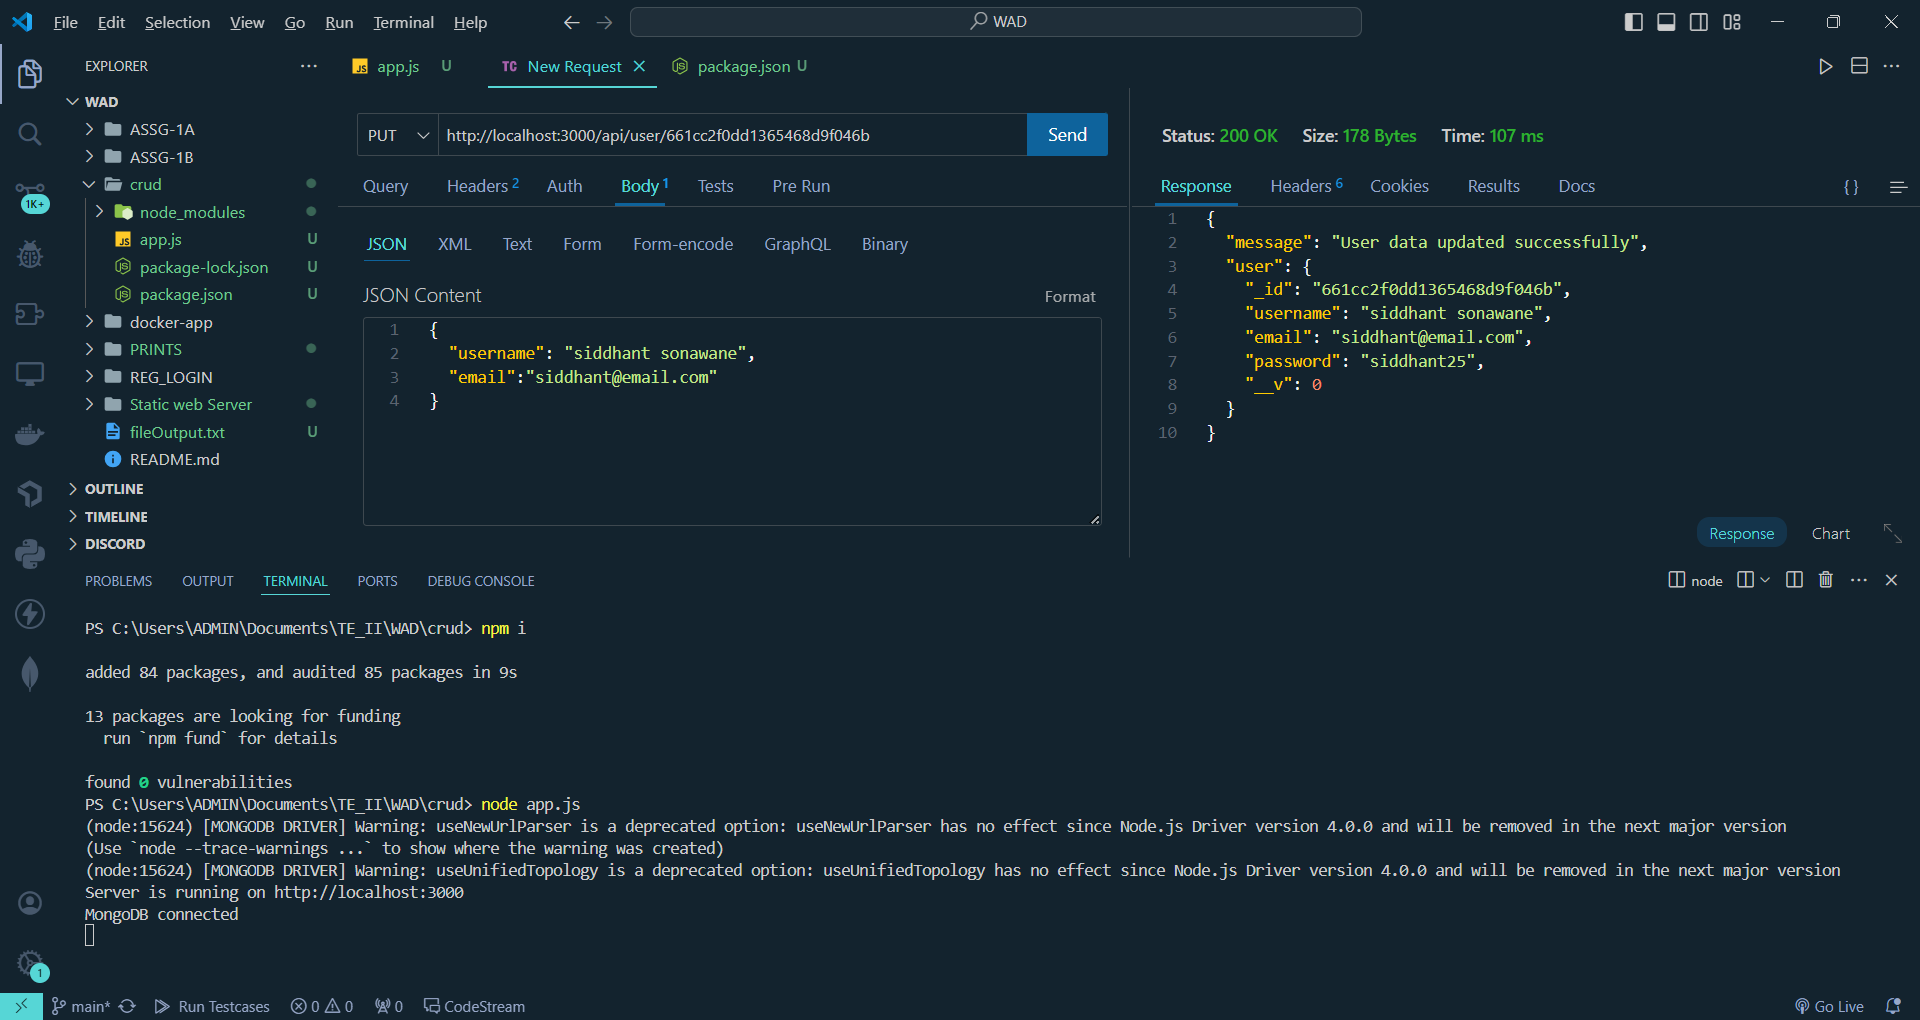 File Edit Selection View Go Run Terminal Help
WAD
EXPLORER
WAD
ASSG-1A
ASSG-1B
crud
node_modules
app.js U
package-lock.json U
package.json U
docker-app
PRINTS
REG_LOGIN
Static web Server
fileOutput.txt U
README.md
OUTLINE
TIMELINE
DISCORD
1K+
1
JS app.js U
TC New Request
package.json U
PUT http://localhost:3000/api/user/661cc2f0dd1365468d9f046b Send
Query Headers 2 Auth Body 1 Tests Pre Run
JSON XML Text Form Form-encode GraphQL Binary
JSON Content Format
1 {
2 "username": "siddhant sonawane",
3 "email":"siddhant@email.com"
4 }
Status: 200 OK Size: 178 Bytes Time: 107 ms
Response Headers 6 Cookies Results Docs {}
1 {
2 "message": "User data updated successfully",
3 "user": {
4 "_id": "661cc2f0dd1365468d9f046b",
5 "username": "siddhant sonawane",
6 "email": "siddhant@email.com",
7 "password": "siddhant25",
8 "__v": 0
9 }
10 }
Response Chart
PROBLEMS OUTPUT TERMINAL PORTS DEBUG CONSOLE
node
PS C:\Users\ADMIN\Documents\TE_II\WAD\crud> npm i
added 84 packages, and audited 85 packages in 9s
13 packages are looking for funding
run `npm fund` for details
found 0 vulnerabilities
PS C:\Users\ADMIN\Documents\TE_II\WAD\crud> node app.js
(node:15624) [MONGODB DRIVER] Warning: useNewUrlParser is a deprecated option: useNewUrlParser has no effect since Node.js Driver version 4.0.0 and will be removed in the next major version
(Use `node --trace-warnings ...` to show where the warning was created)
(node:15624) [MONGODB DRIVER] Warning: useUnifiedTopology is a deprecated option: useUnifiedTopology has no effect since Node.js Driver version 4.0.0 and will be removed in the next major version
Server is running on http://localhost:3000
MongoDB connected
main* Run Testcases 0 0 0 CodeStream Go Live